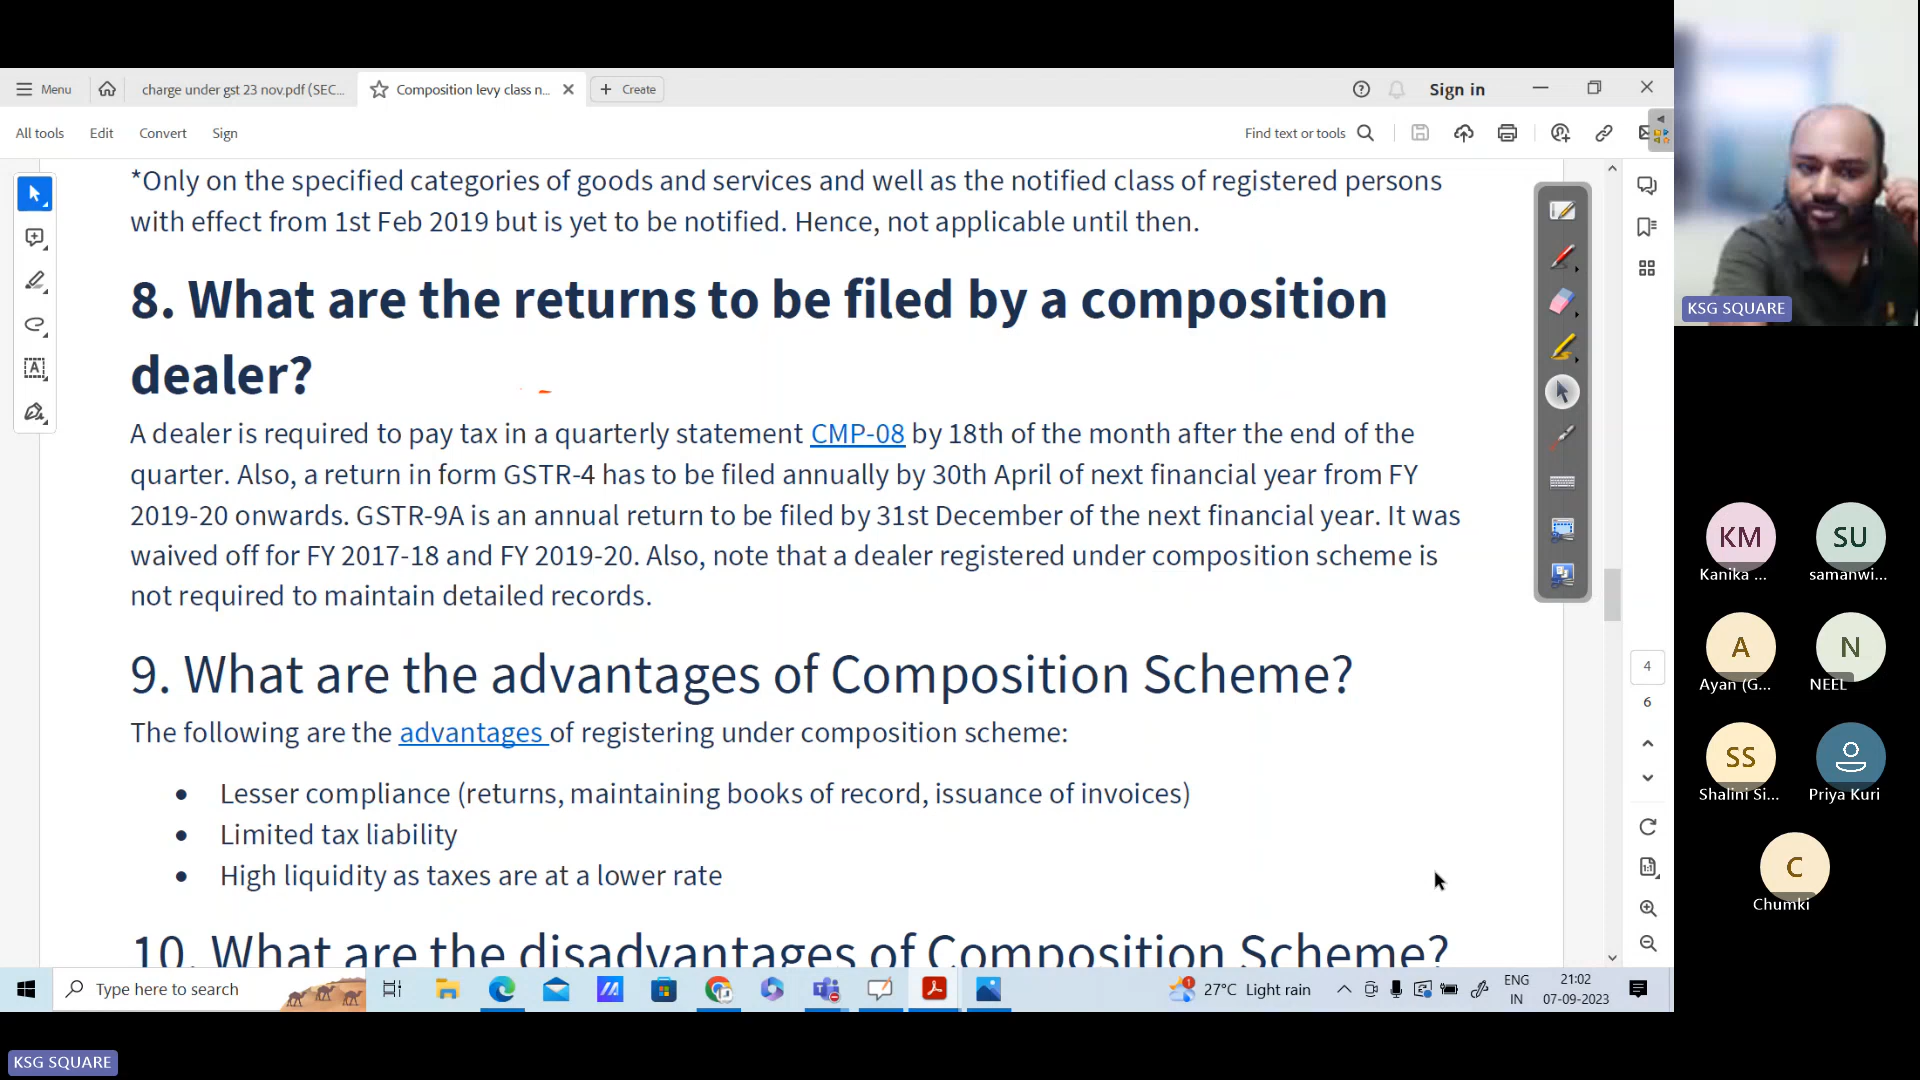 Menu
charge under gst 23 nov.pdf (SEC...
Composition levy class n...
+ Create
Sign in
All tools
Edit
Convert
Sign
Find text or tools
*Only on the specified categories of goods and services and well as the notified class of registered persons
with effect from 1st Feb 2019 but is yet to be notified. Hence, not applicable until then.
8. What are the returns to be filed by a composition
dealer?
A dealer is required to pay tax in a quarterly statement CMP-08 by 18th of the month after the end of the
quarter. Also, a return in form GSTR-4 has to be filed annually by 30th April of next financial year from FY
2019-20 onwards. GSTR-9A is an annual return to be filed by 31st December of the next financial year. It was
waived off for FY 2017-18 and FY 2019-20. Also, note that a dealer registered under composition scheme is
not required to maintain detailed records.
9. What are the advantages of Composition Scheme?
The following are the advantages of registering under composition scheme:
• Lesser compliance (returns, maintaining books of record, issuance of invoices)
• Limited tax liability
• High liquidity as taxes are at a lower rate
10. What are the disadvantages of Composition Scheme?
4
6
Type here to search
27°C Light rain
ENG
IN
21:02
07-09-2023
KSG SQUARE
KM
Kanika ...
SU
samanwi...
A
Ayan (G...
N
NEEL
SS
Shalini Si...
Priya Kuri
C
Chumki
KSG SQUARE